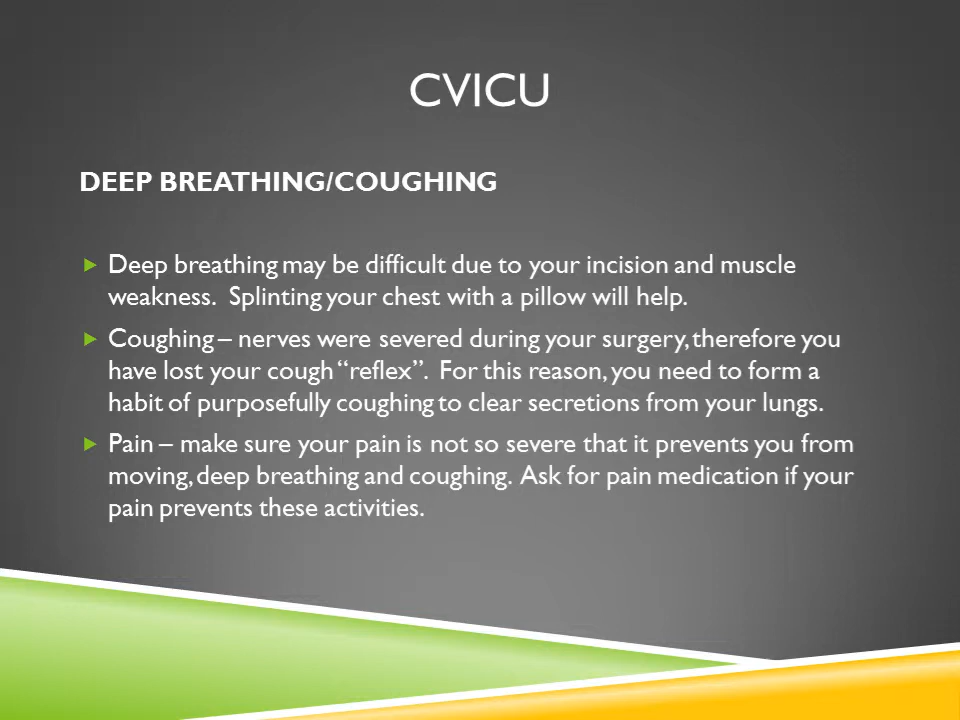 CVICU
DEEP BREATHING/COUGHING
Deep breathing may be difficult due to your incision and muscle
weakness.  Splinting your chest with a pillow will help.
Coughing – nerves were severed during your surgery, therefore you
have lost your cough “reflex”.  For this reason, you need to form a
habit of purposefully coughing to clear secretions from your lungs.
Pain – make sure your pain is not so severe that it prevents you from
moving, deep breathing and coughing.  Ask for pain medication if your
pain prevents these activities.